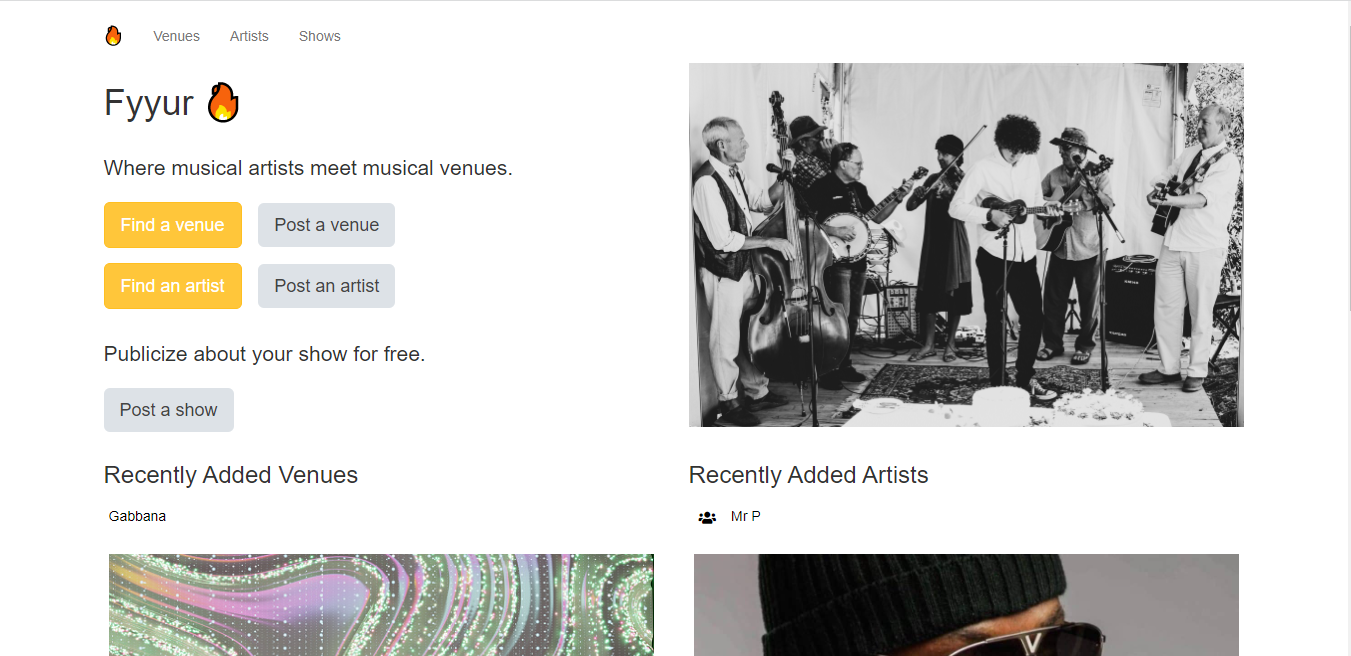 Venues Artists Shows
Fyyur
Where musical artists meet musical venues.
Find a venue Post a venue
Find an artist Post an artist
Publicize about your show for free.
Post a show
Recently Added Venues
Gabbana
Recently Added Artists
Mr P